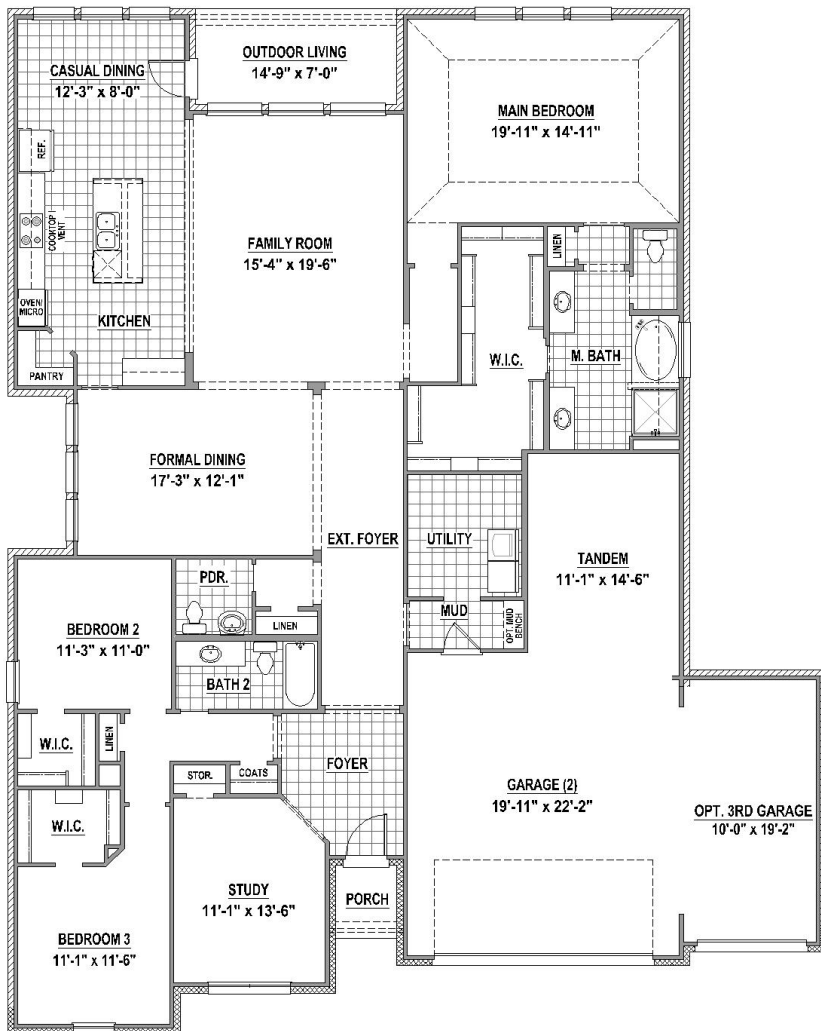 OUTDOOR LIVING
14'-9" x 7'-0"
CASUAL DINING
12'-3" x 8'-0"
MAIN BEDROOM
19'-11" x 14'-11"
REF.
COOKTOP
VENT
FAMILY ROOM
15'-4" x 19'-6"
LINEN
OVEN/
MICRO
KITCHEN
PANTRY
W.I.C.
M. BATH
FORMAL DINING
17'-3" x 12'-1"
EXT. FOYER
UTILITY
TANDEM
11'-1" x 14'-6"
PDR.
LINEN
MUD
OPT. MUD
BENCH
BEDROOM 2
11'-3" x 11'-0"
BATH 2
W.I.C.
LINEN
STOR.
COATS
FOYER
W.I.C.
GARAGE (2)
19'-11" x 22'-2"
OPT. 3RD GARAGE
10'-0" x 19'-2"
STUDY
11'-1" x 13'-6"
PORCH
BEDROOM 3
11'-1" x 11'-6"